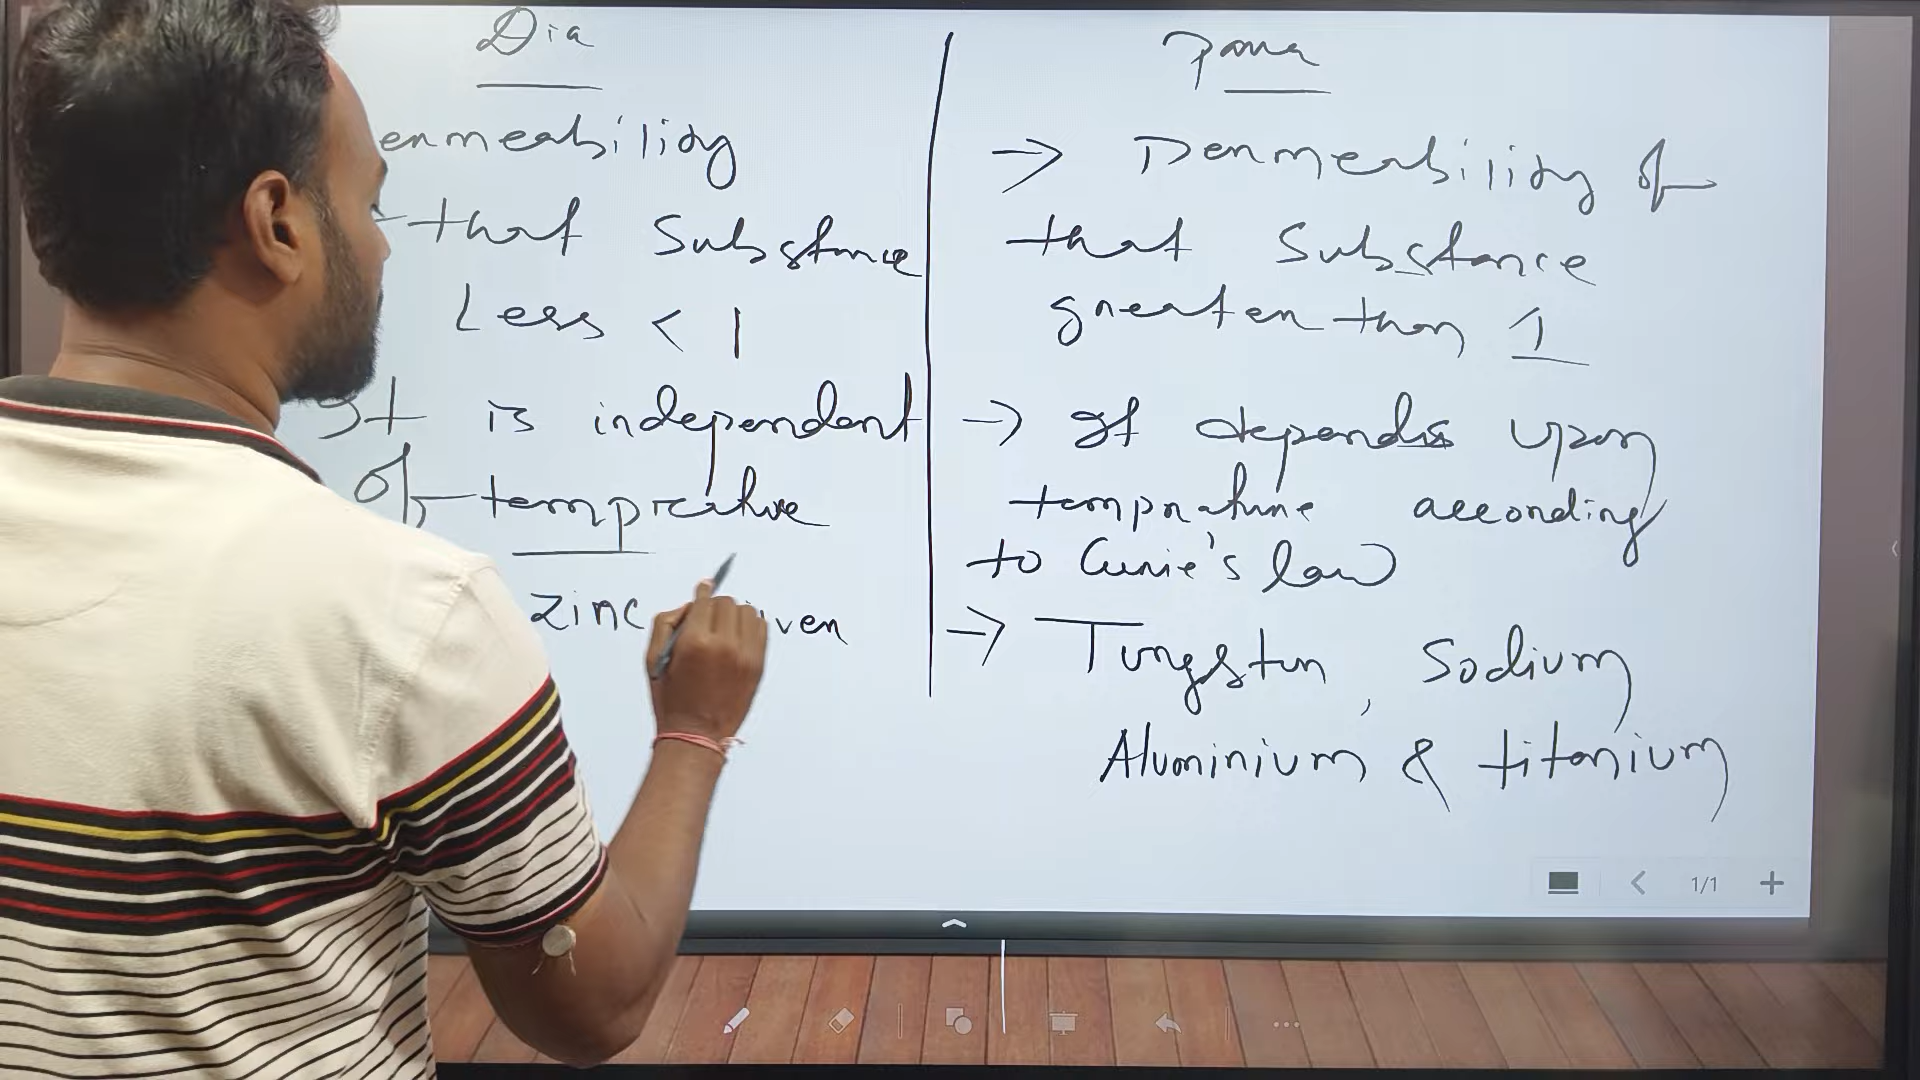 Dia
enmeability
that Substance
Less < 1
It is independent
of temprature
zinc
Para
→ Permeability of
that Substance
greater than 1
→ It depends upon
temprature according
to Curie's law
→ Tungstun, Sodium
Aluminium & titanium
1/1